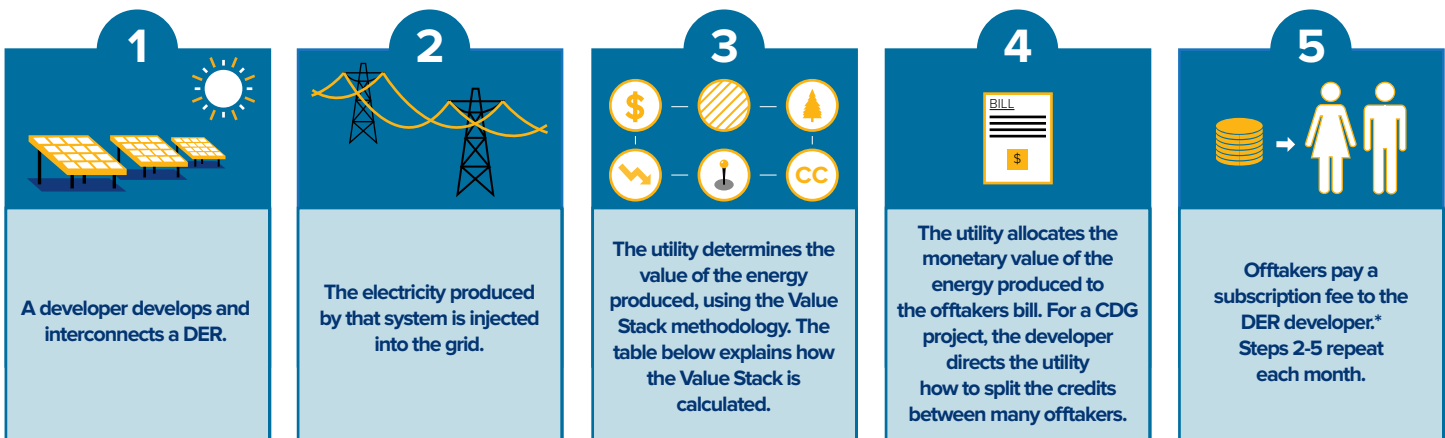 1
A developer develops and
interconnects a DER.
2
The electricity produced
by that system is injected
into the grid.
3
$
CC
The utility determines the
value of the energy
produced, using the Value
Stack methodology. The
table below explains how
the Value Stack is
calculated.
4
BILL
$
The utility allocates the
monetary value of the
energy produced to
the offtakers bill. For a CDG
project, the developer
directs the utility
how to split the credits
between many offtakers.
5
Offtakers pay a
subscription fee to the
DER developer.*
Steps 2-5 repeat
each month.